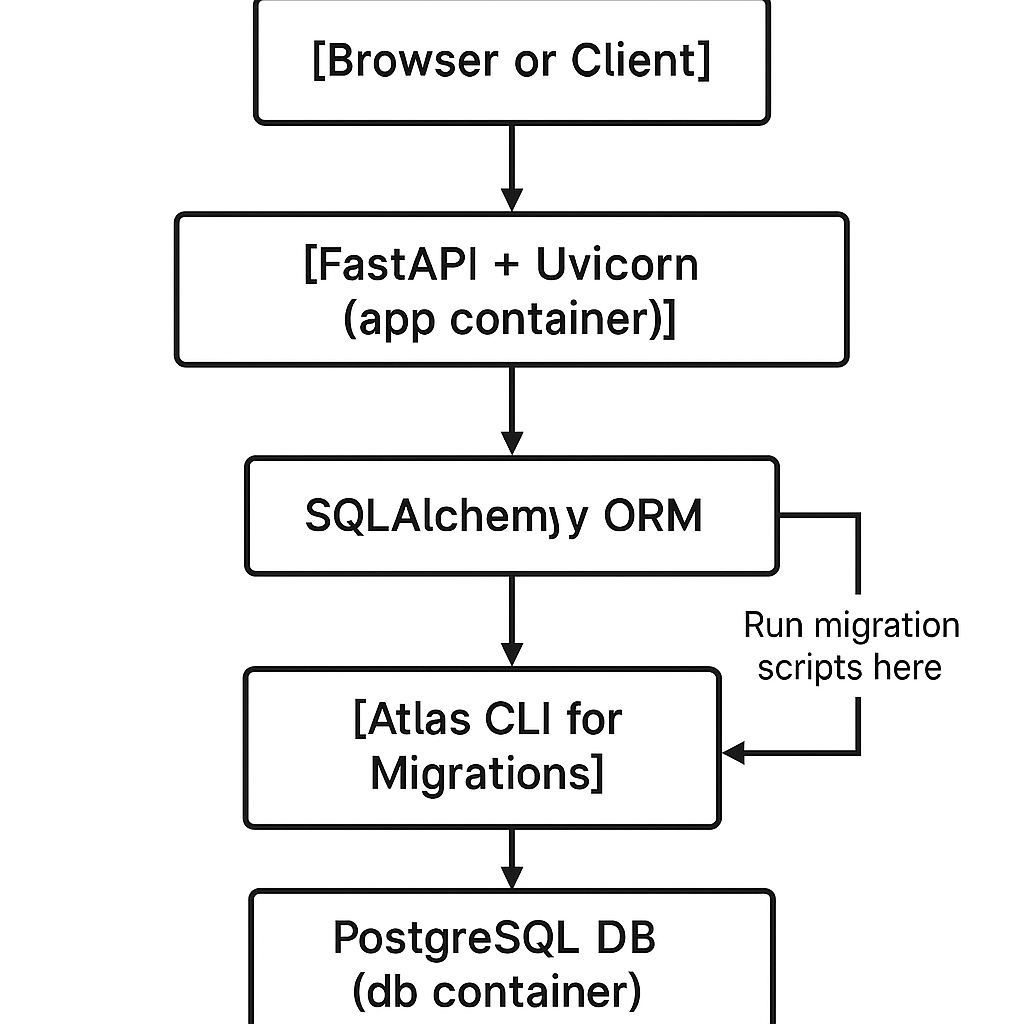 [Browser or Client]
[FastAPI + Uvicorn
(app container)]
SQLAlchem)y ORM
Run migration
scripts here
[Atlas CLI for
Migrations]
PostgreSQL DB
(db container)